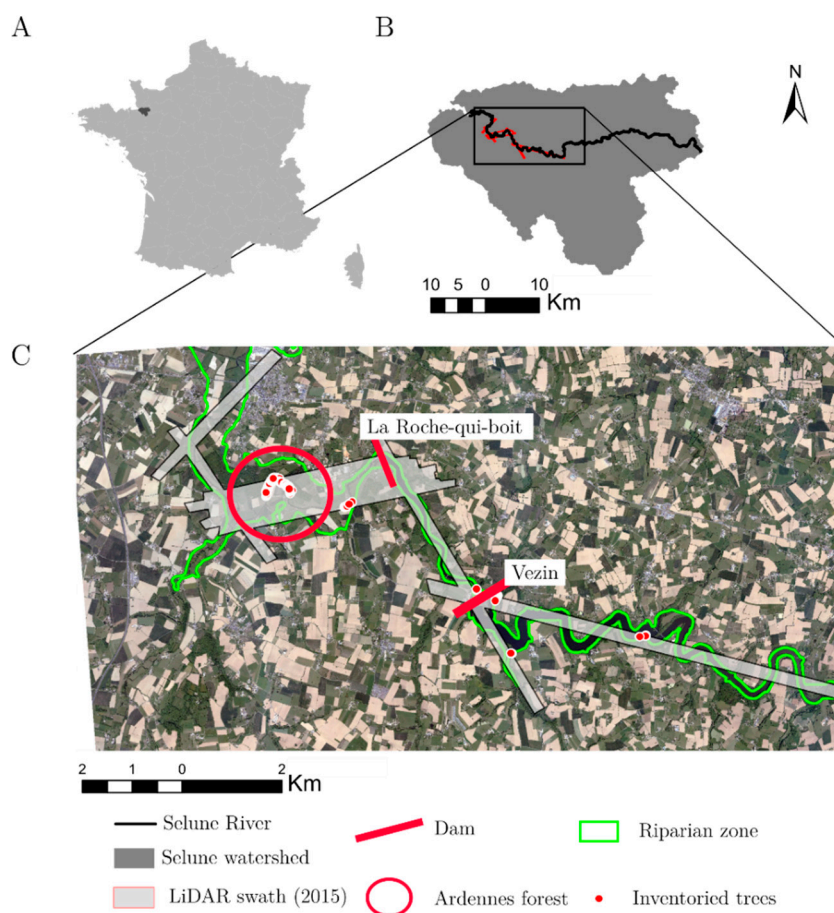 A
B
N
10 5 0 10
Km
C
La Roche-qui-boit
Vezin
2 1 0 2
Km
Selune River
Dam
Riparian zone
Selune watershed
LiDAR swath (2015)
Ardennes forest
Inventoried trees